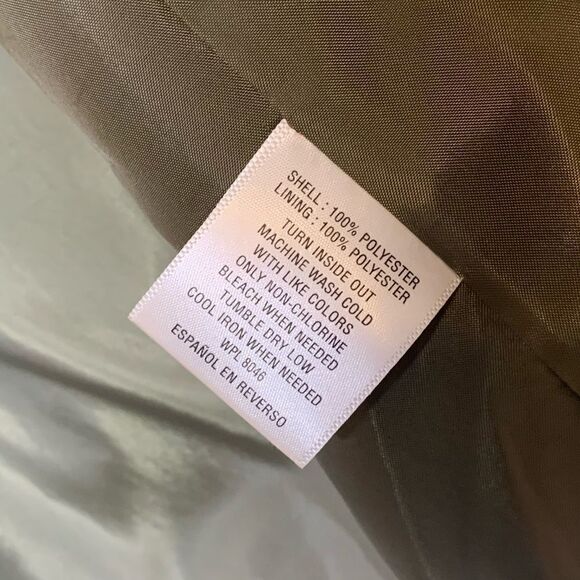 SHELL : 100% POLYESTER
LINING : 100% POLYESTER
TURN INSIDE OUT
MACHINE WASH COLD
WITH LIKE COLORS
ONLY NON-CHLORINE
BLEACH WHEN NEEDED
TUMBLE DRY LOW
COOL IRON WHEN NEEDED
WPL 8046
ESPAÑOL EN REVERSO